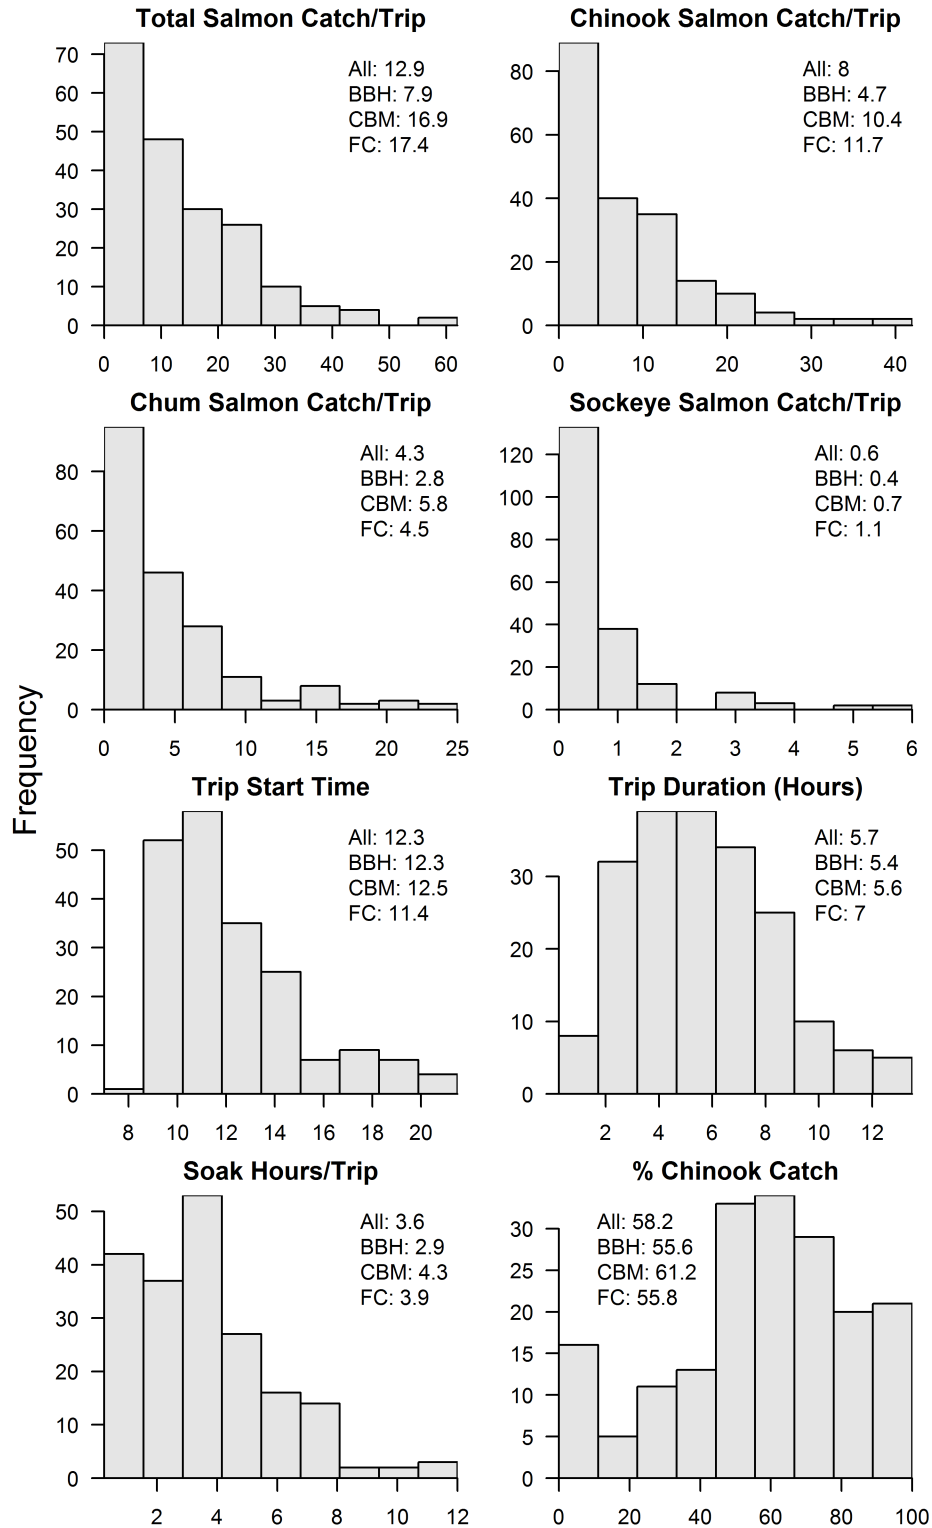 Total Salmon Catch/Trip
All: 12.9
BBH: 7.9
CBM: 16.9
FC: 17.4
70
60
50
40
30
20
10
0
0 10 20 30 40 50 60
Chinook Salmon Catch/Trip
All: 8
BBH: 4.7
CBM: 10.4
FC: 11.7
80
60
40
20
0
0 10 20 30 40
Chum Salmon Catch/Trip
All: 4.3
BBH: 2.8
CBM: 5.8
FC: 4.5
80
60
40
20
0
0 5 10 15 20 25
Sockeye Salmon Catch/Trip
All: 0.6
BBH: 0.4
CBM: 0.7
FC: 1.1
120
100
80
60
40
20
0
0 1 2 3 4 5 6
Frequency
Trip Start Time
All: 12.3
BBH: 12.3
CBM: 12.5
FC: 11.4
50
40
30
20
10
0
8 10 12 14 16 18 20
Trip Duration (Hours)
All: 5.7
BBH: 5.4
CBM: 5.6
FC: 7
30
20
10
0
2 4 6 8 10 12
Soak Hours/Trip
All: 3.6
BBH: 2.9
CBM: 4.3
FC: 3.9
50
40
30
20
10
0
2 4 6 8 10 12
% Chinook Catch
All: 58.2
BBH: 55.6
CBM: 61.2
FC: 55.8
30
25
20
15
10
5
0
0 20 40 60 80 100